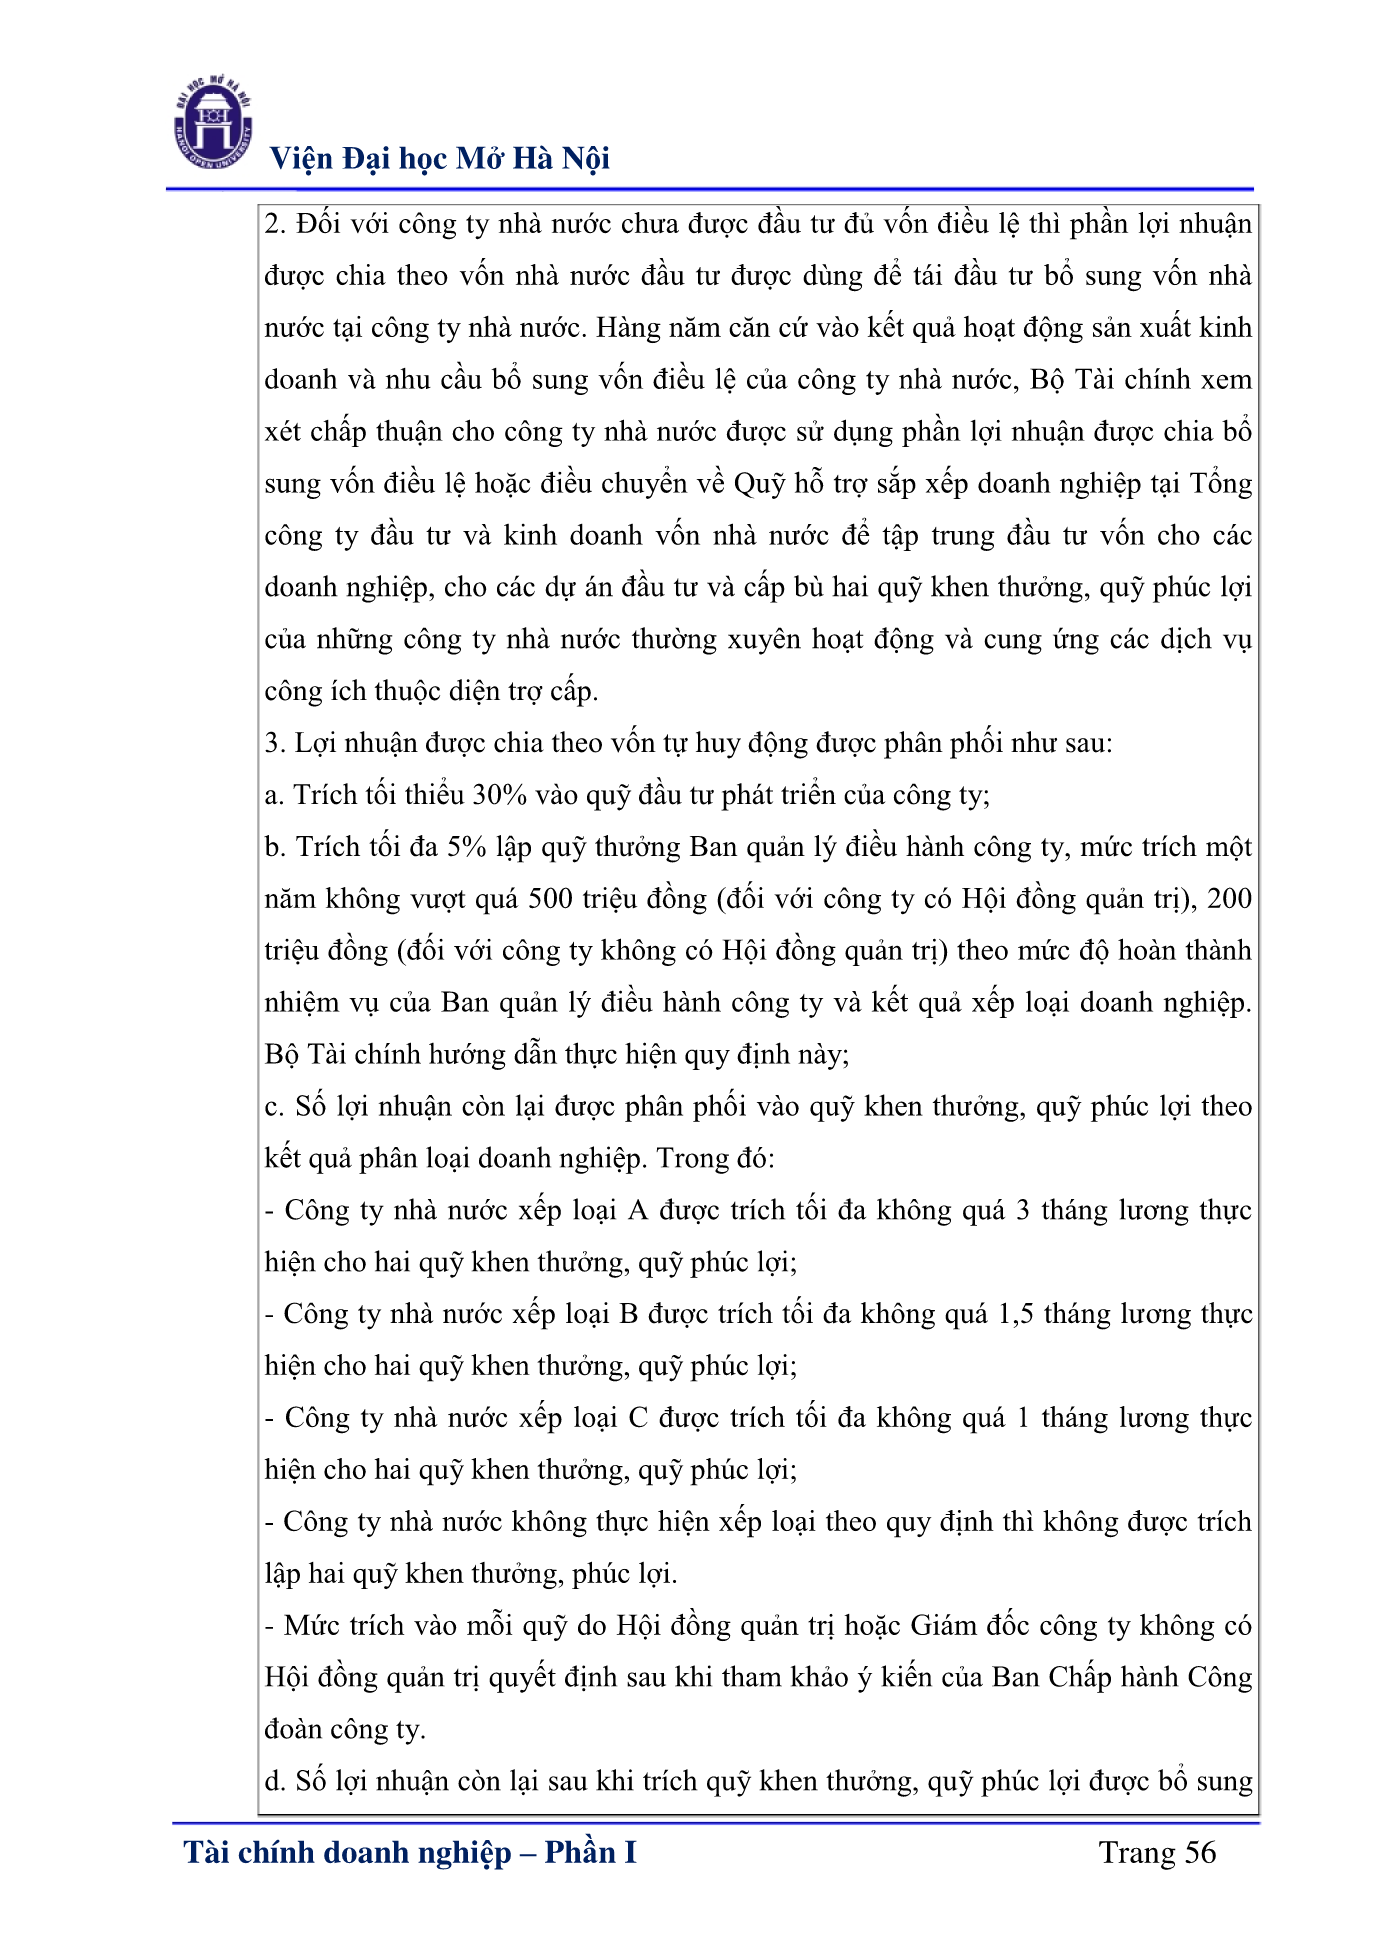 ĐẠI HỌC MỞ HÀ NỘI
HANOI OPEN UNIVERSITY
Viện Đại học Mở Hà Nội
2. Đối với công ty nhà nước chưa được đầu tư đủ vốn điều lệ thì phần lợi nhuận
được chia theo vốn nhà nước đầu tư được dùng để tái đầu tư bổ sung vốn nhà
nước tại công ty nhà nước. Hàng năm căn cứ vào kết quả hoạt động sản xuất kinh
doanh và nhu cầu bổ sung vốn điều lệ của công ty nhà nước, Bộ Tài chính xem
xét chấp thuận cho công ty nhà nước được sử dụng phần lợi nhuận được chia bổ
sung vốn điều lệ hoặc điều chuyển về Quỹ hỗ trợ sắp xếp doanh nghiệp tại Tổng
công ty đầu tư và kinh doanh vốn nhà nước để tập trung đầu tư vốn cho các
doanh nghiệp, cho các dự án đầu tư và cấp bù hai quỹ khen thưởng, quỹ phúc lợi
của những công ty nhà nước thường xuyên hoạt động và cung ứng các dịch vụ
công ích thuộc diện trợ cấp.
3. Lợi nhuận được chia theo vốn tự huy động được phân phối như sau:
a. Trích tối thiểu 30% vào quỹ đầu tư phát triển của công ty;
b. Trích tối đa 5% lập quỹ thưởng Ban quản lý điều hành công ty, mức trích một
năm không vượt quá 500 triệu đồng (đối với công ty có Hội đồng quản trị), 200
triệu đồng (đối với công ty không có Hội đồng quản trị) theo mức độ hoàn thành
nhiệm vụ của Ban quản lý điều hành công ty và kết quả xếp loại doanh nghiệp.
Bộ Tài chính hướng dẫn thực hiện quy định này;
c. Số lợi nhuận còn lại được phân phối vào quỹ khen thưởng, quỹ phúc lợi theo
kết quả phân loại doanh nghiệp. Trong đó:
- Công ty nhà nước xếp loại A được trích tối đa không quá 3 tháng lương thực
hiện cho hai quỹ khen thưởng, quỹ phúc lợi;
- Công ty nhà nước xếp loại B được trích tối đa không quá 1,5 tháng lương thực
hiện cho hai quỹ khen thưởng, quỹ phúc lợi;
- Công ty nhà nước xếp loại C được trích tối đa không quá 1 tháng lương thực
hiện cho hai quỹ khen thưởng, quỹ phúc lợi;
- Công ty nhà nước không thực hiện xếp loại theo quy định thì không được trích
lập hai quỹ khen thưởng, phúc lợi.
- Mức trích vào mỗi quỹ do Hội đồng quản trị hoặc Giám đốc công ty không có
Hội đồng quản trị quyết định sau khi tham khảo ý kiến của Ban Chấp hành Công
đoàn công ty.
d. Số lợi nhuận còn lại sau khi trích quỹ khen thưởng, quỹ phúc lợi được bổ sung
Tài chính doanh nghiệp – Phần I
Trang 56